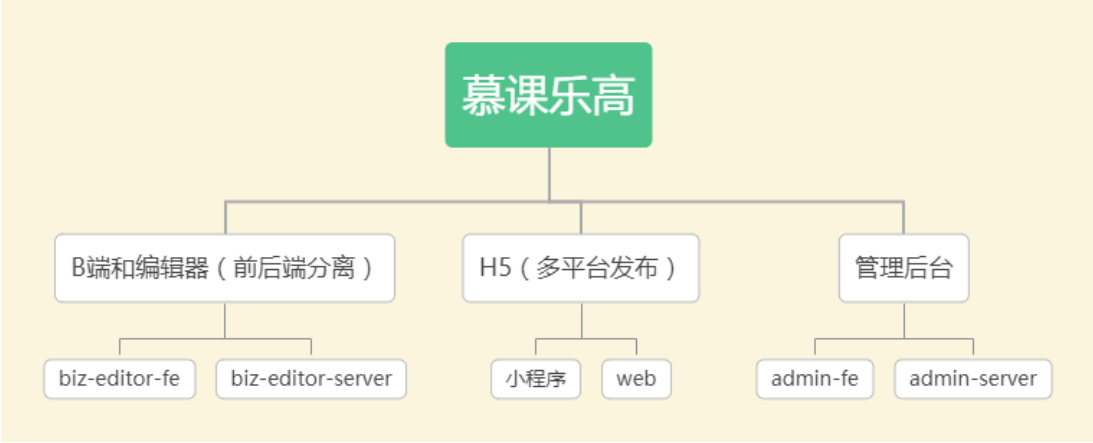 慕课乐高
B端和编辑器（前后端分离）
H5（多平台发布）
管理后台
biz-editor-fe
biz-editor-server
小程序
web
admin-fe
admin-server